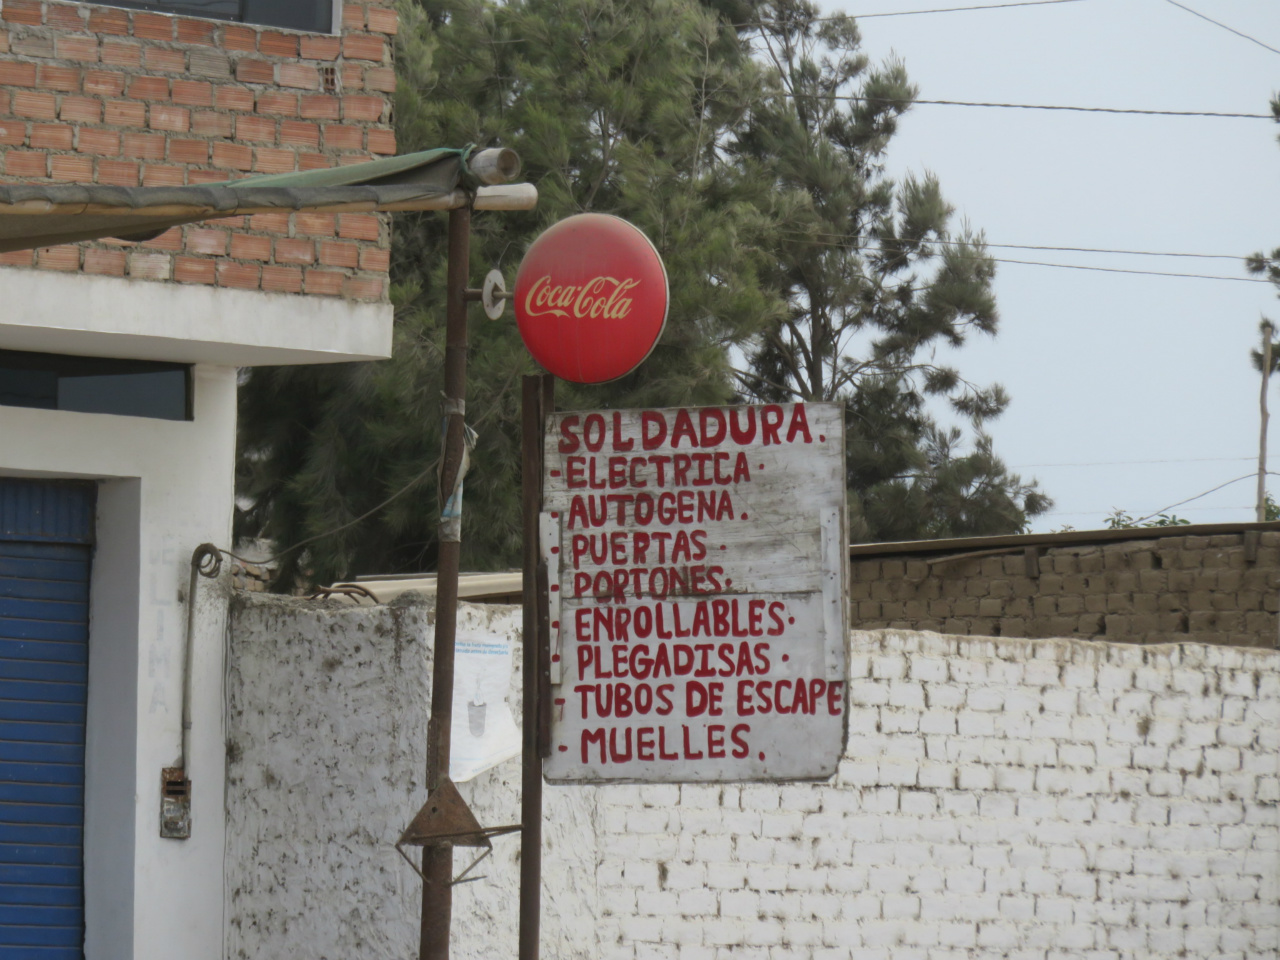 Coca-Cola
SOLDADURA.
- ELECTRICA.
- AUTOGENA.
- PUERTAS.
- PORTONES.
- ENROLLABLES.
- PLEGADISAS.
- TUBOS DE ESCAPE
- MUELLES.